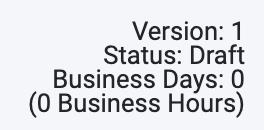 Version: 1
Status: Draft
Business Days: 0
(0 Business Hours)